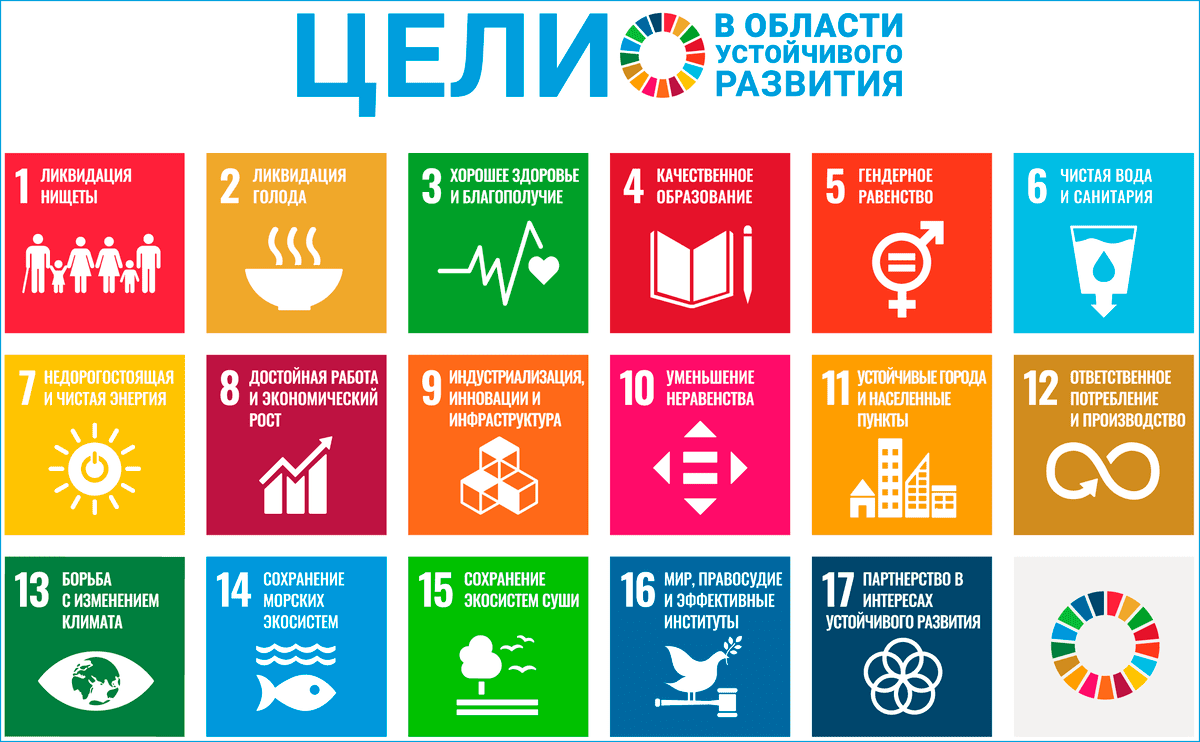 ЦЕЛИ
В ОБЛАСТИ
УСТОЙЧИВОГО
РАЗВИТИЯ
1 ЛИКВИДАЦИЯ
НИЩЕТЫ
2 ЛИКВИДАЦИЯ
ГОЛОДА
3 ХОРОШЕЕ ЗДОРОВЬЕ
И БЛАГОПОЛУЧИЕ
4 КАЧЕСТВЕННОЕ
ОБРАЗОВАНИЕ
5 ГЕНДЕРНОЕ
РАВЕНСТВО
6 ЧИСТАЯ ВОДА
И САНИТАРИЯ
7 НЕДОРОГОСТОЯЩАЯ
И ЧИСТАЯ ЭНЕРГИЯ
8 ДОСТОЙНАЯ РАБОТА
И ЭКОНОМИЧЕСКИЙ
РОСТ
9 ИНДУСТРИАЛИЗАЦИЯ,
ИННОВАЦИИ И
ИНФРАСТРУКТУРА
10 УМЕНЬШЕНИЕ
НЕРАВЕНСТВА
11 УСТОЙЧИВЫЕ ГОРОДА
И НАСЕЛЕННЫЕ
ПУНКТЫ
12 ОТВЕТСТВЕННОЕ
ПОТРЕБЛЕНИЕ
И ПРОИЗВОДСТВО
13 БОРЬБА
С ИЗМЕНЕНИЕМ
КЛИМАТА
14 СОХРАНЕНИЕ
МОРСКИХ
ЭКОСИСТЕМ
15 СОХРАНЕНИЕ
ЭКОСИСТЕМ СУШИ
16 МИР, ПРАВОСУДИЕ
И ЭФФЕКТИВНЫЕ
ИНСТИТУТЫ
17 ПАРТНЕРСТВО В
ИНТЕРЕСАХ
УСТОЙЧИВОГО РАЗВИТИЯ